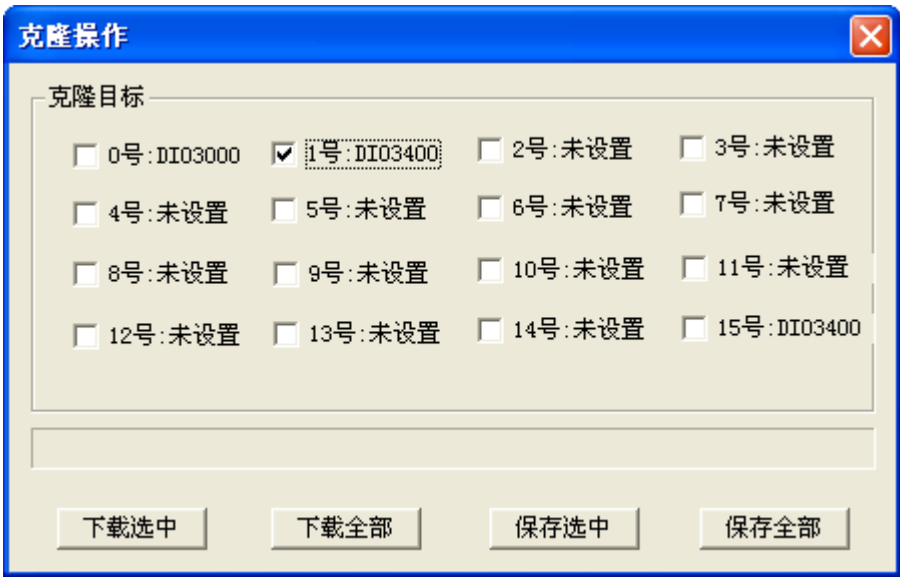 克隆操作
克隆目标
0号:DIO3000 1号:DIO3400 2号:未设置 3号:未设置
4号:未设置 5号:未设置 6号:未设置 7号:未设置
8号:未设置 9号:未设置 10号:未设置 11号:未设置
12号:未设置 13号:未设置 14号:未设置 15号:DIO3400
下载选中 下载全部 保存选中 保存全部